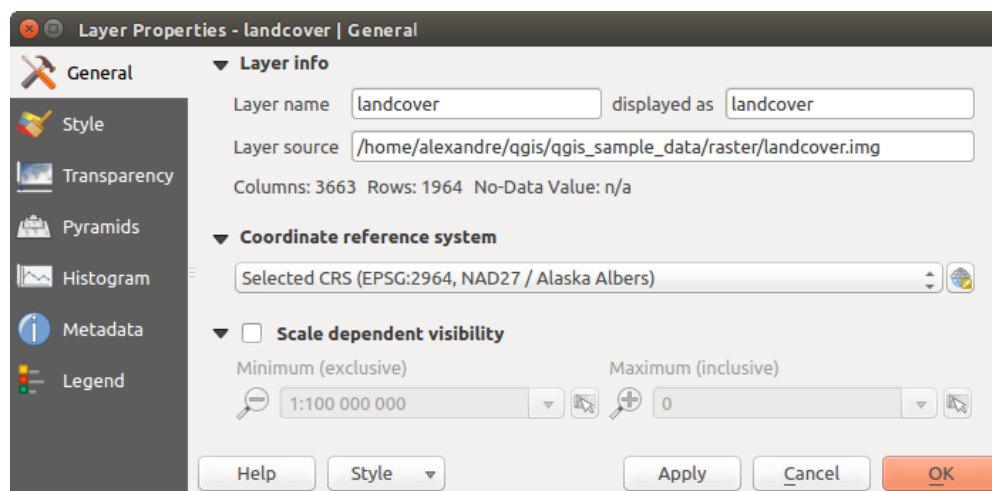 Layer Properties - landcover | General
General
Style
Transparency
Pyramids
Histogram
Metadata
Legend
Layer info
Layer name landcover displayed as landcover
Layer source /home/alexandre/qgis/qgis_sample_data/raster/landcover.img
Columns: 3663 Rows: 1964 No-Data Value: n/a
Coordinate reference system
Selected CRS (EPSG:2964, NAD27 / Alaska Albers)
Scale dependent visibility
Minimum (exclusive) Maximum (inclusive)
1:100 000 000 0
Help Style Apply Cancel OK